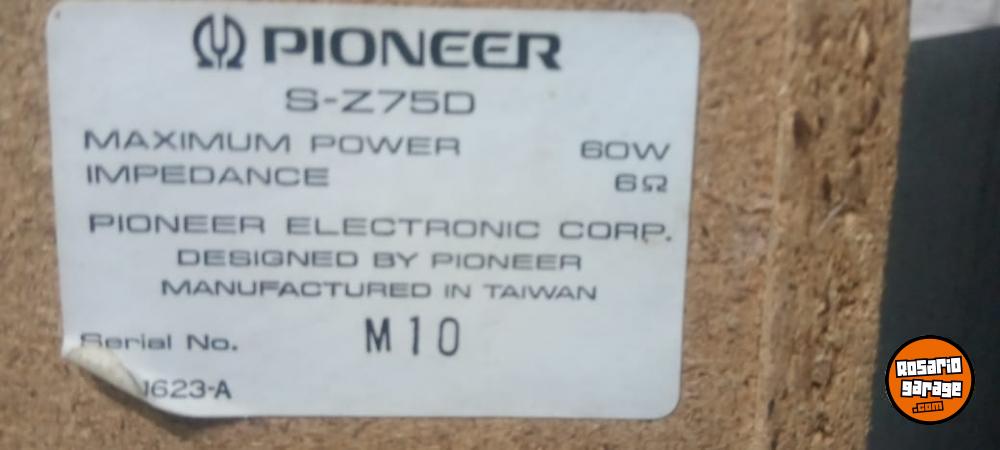 PIONEER
S-Z75D
MAXIMUM POWER 60W
IMPEDANCE 6Ω
PIONEER ELECTRONIC CORP.
DESIGNED BY PIONEER
MANUFACTURED IN TAIWAN
Serial No. M10
1623-A
Rosario
garage
.com